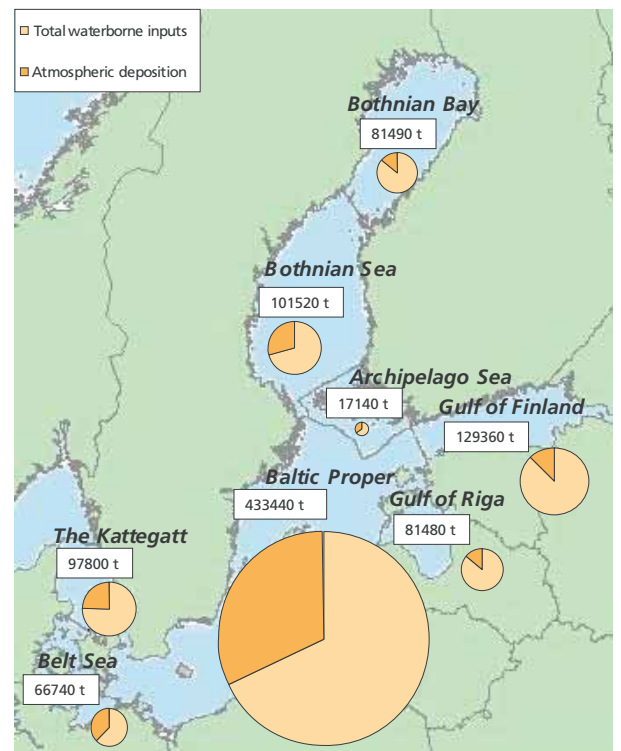 Total waterborne inputs
Atmospheric deposition
Bothnian Bay
81490 t
Bothnian Sea
101520 t
Archipelago Sea
17140 t
Gulf of Finland
129360 t
Baltic Proper
433440 t
Gulf of Riga
81480 t
The Kattegatt
97800 t
Belt Sea
66740 t